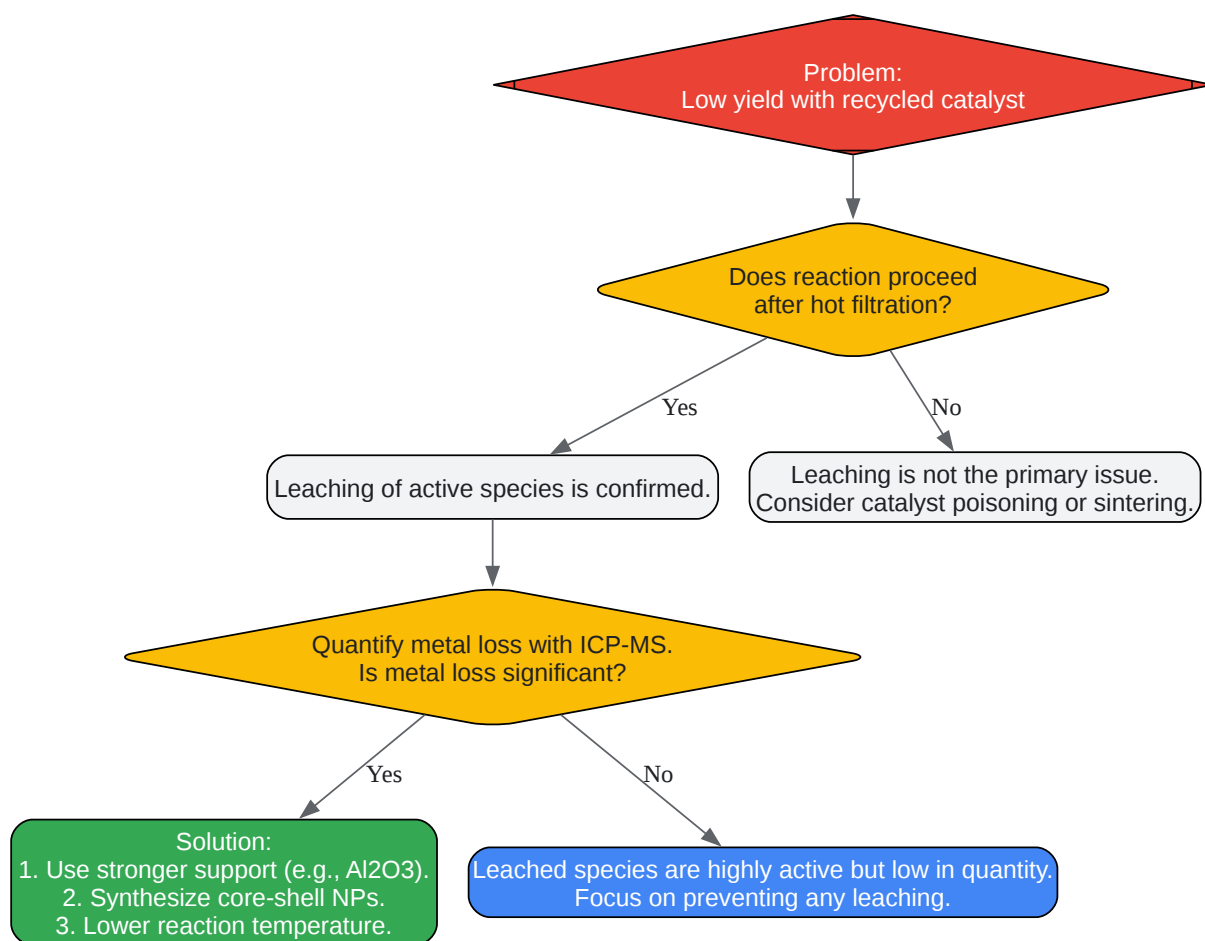 Problem:
Low yield with recycled catalyst
Does reaction proceed
after hot filtration?
Yes
No
Leaching of active species is confirmed.
Leaching is not the primary issue.
Consider catalyst poisoning or sintering.
Quantify metal loss with ICP-MS.
Is metal loss significant?
Yes
No
Solution:
1. Use stronger support (e.g., Al2O3).
2. Synthesize core-shell NPs.
3. Lower reaction temperature.
Leached species are highly active but low in quantity.
Focus on preventing any leaching.